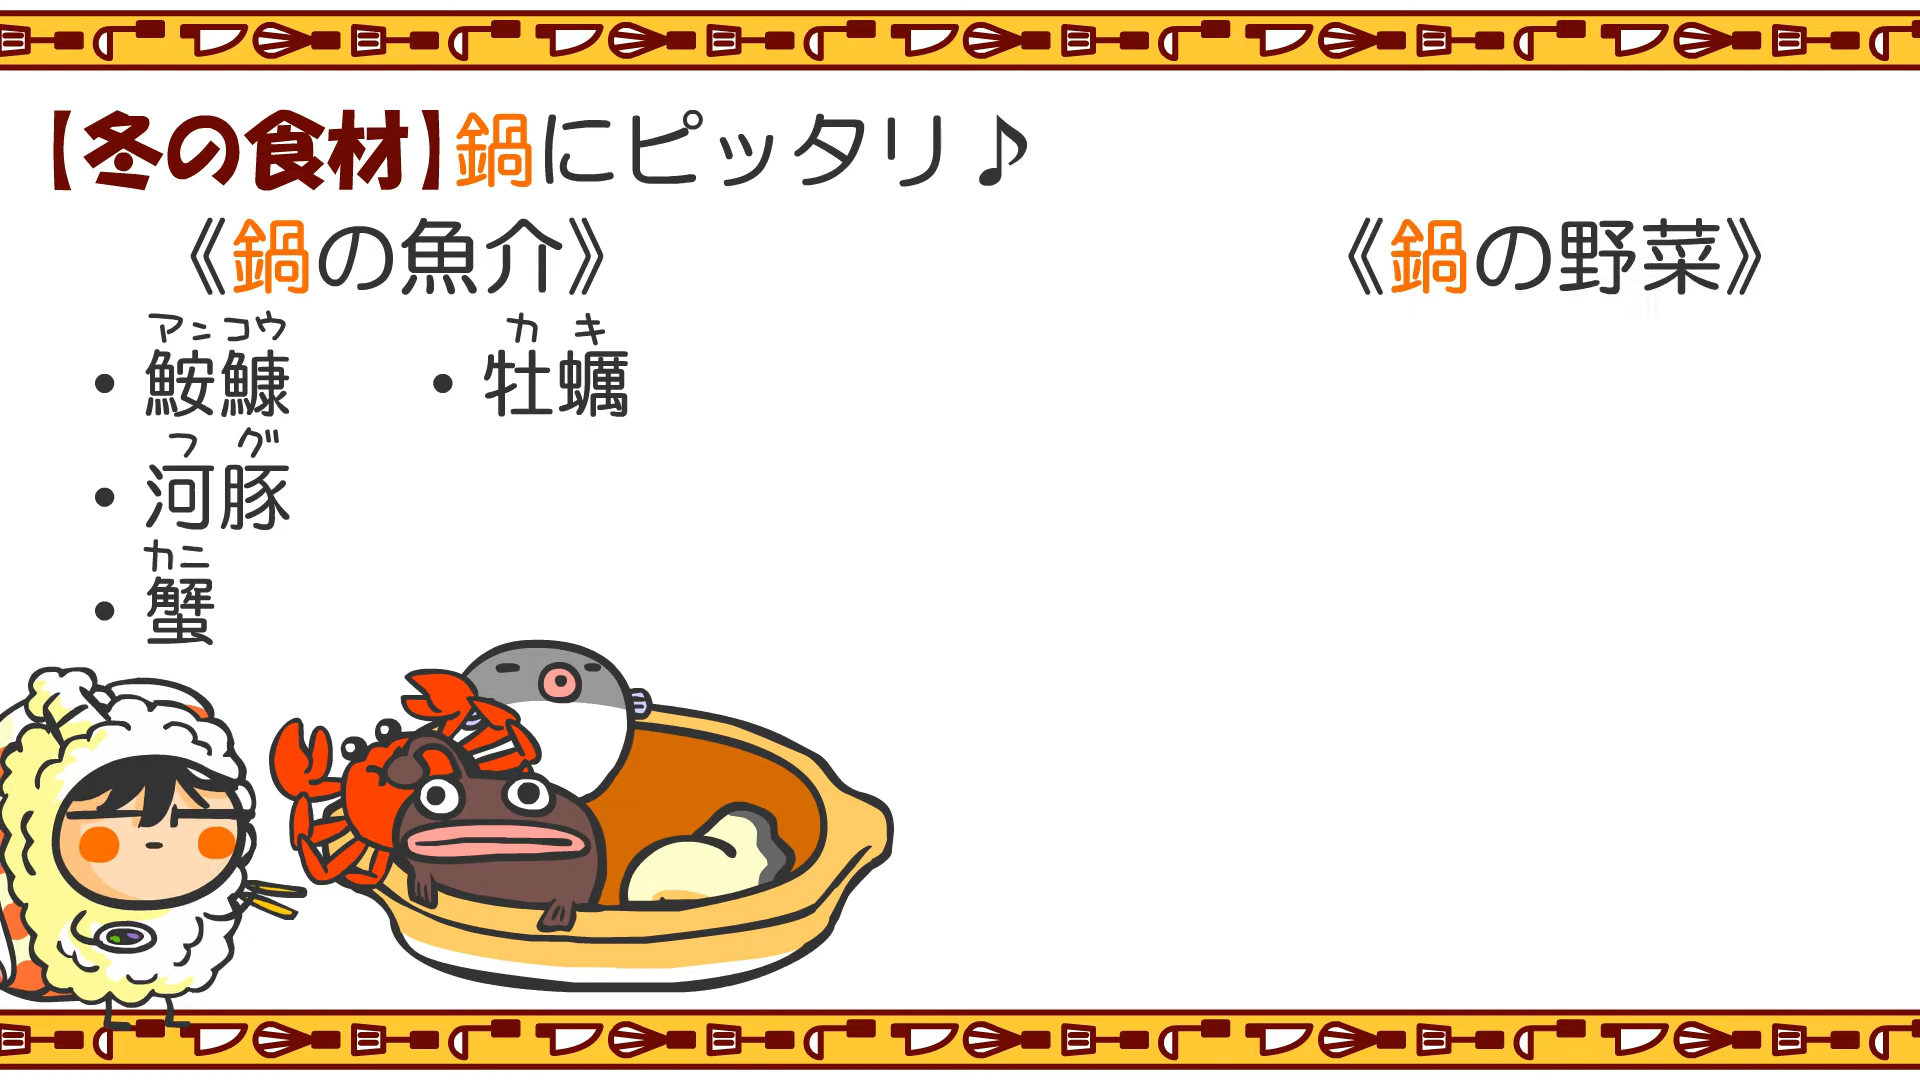 【冬の食材】鍋にピッタリ♪
《鍋の魚介》
アンコウ
・鮟鱇
フグ
・河豚
カニ
・蟹
カキ
・牡蠣
《鍋の野菜》